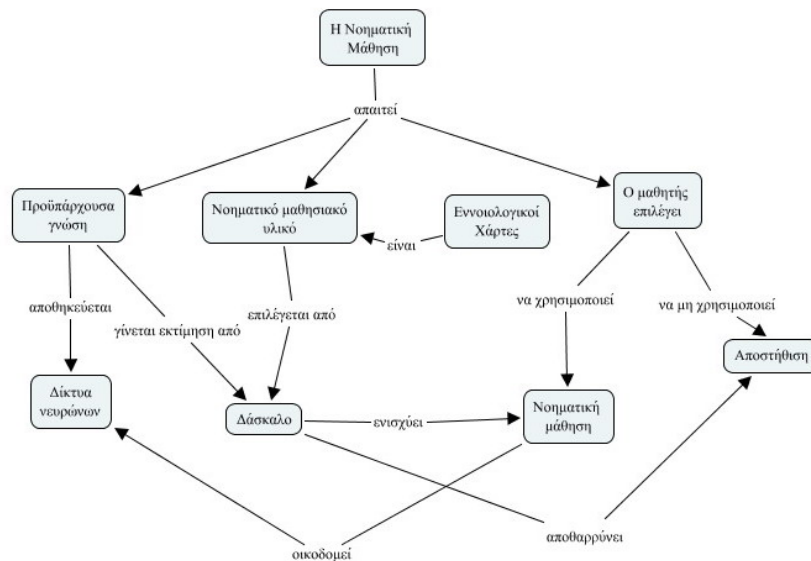 Η Νοηματική
Μάθηση
απαιτεί
Προϋπάρχουσα
γνώση
Νοηματικό μαθησιακό
υλικό
Εννοιολογικοί
Χάρτες
Ο μαθητής
επιλέγει
είναι
αποθηκεύεται
γίνεται εκτίμηση από
επιλέγεται από
να χρησιμοποιεί
να μη χρησιμοποιεί
Δίκτυα
νευρώνων
Δάσκαλο
ενισχύει
Νοηματική
μάθηση
Αποστήθιση
οικοδομεί
αποθαρρύνει